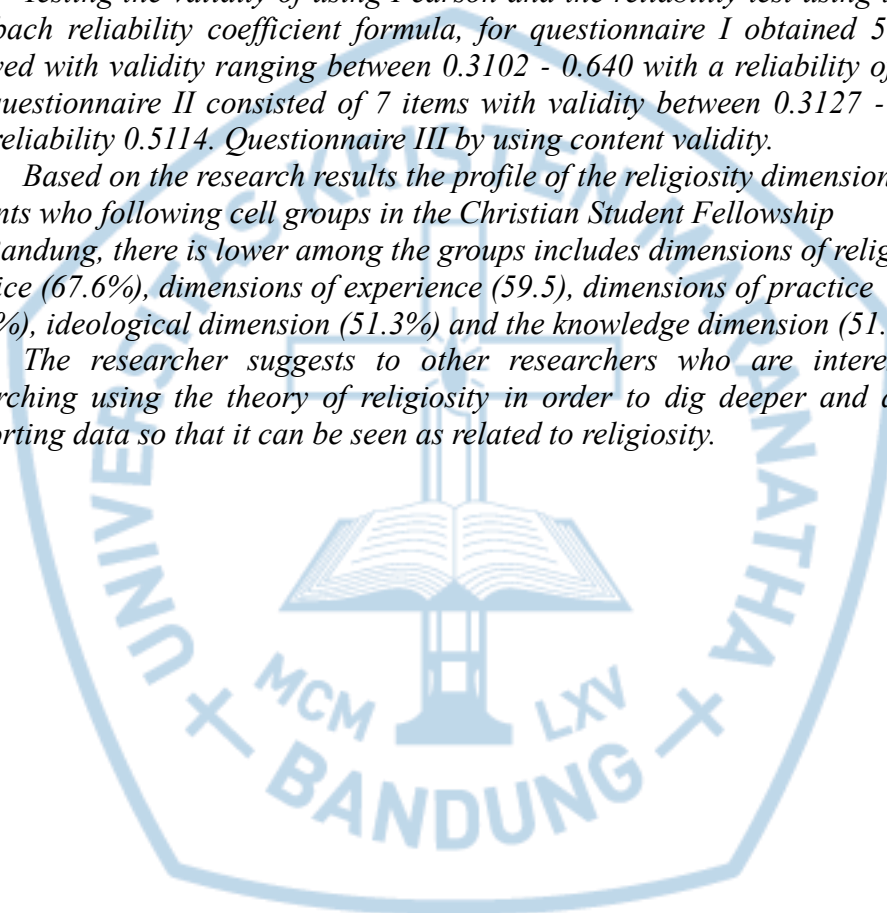 Testing the validity of using Pearson and the reliability test using
bach reliability coefficient formula, for questionnaire I obtained 5
ved with validity ranging between 0.3102 - 0.640 with a reliability of
uestionnaire II consisted of 7 items with validity between 0.3127 -
reliability 0.5114. Questionnaire III by using content validity.
Based on the research results the profile of the religiosity dimension
nts who following cell groups in the Christian Student Fellowship
Bandung, there is lower among the groups includes dimensions of relig
ice (67.6%), dimensions of experience (59.5), dimensions of practice
%), ideological dimension (51.3%) and the knowledge dimension (51.
The researcher suggests to other researchers who are intere
rching using the theory of religiosity in order to dig deeper and
orting data so that it can be seen as related to religiosity.
UNIVERSITAS KRISTEN MARANATHA
MCM LXV
BANDUNG